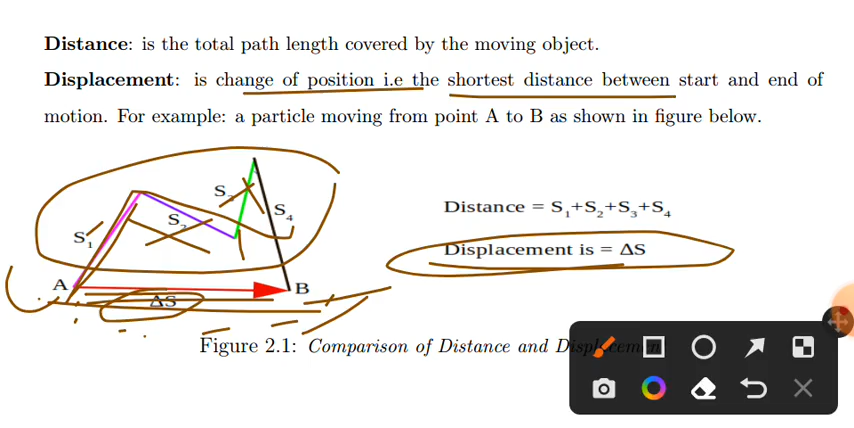 Distance: is the total path length covered by the moving object.
Displacement: is change of position i.e the shortest distance between start and end of
motion. For example: a particle moving from point A to B as shown in figure below.
S₃
S₂
S₄
S₁
A
B
ΔS
Distance = S₁+S₂+S₃+S₄
Displacement is = ΔS
Figure 2.1: Comparison of Distance and Displacement